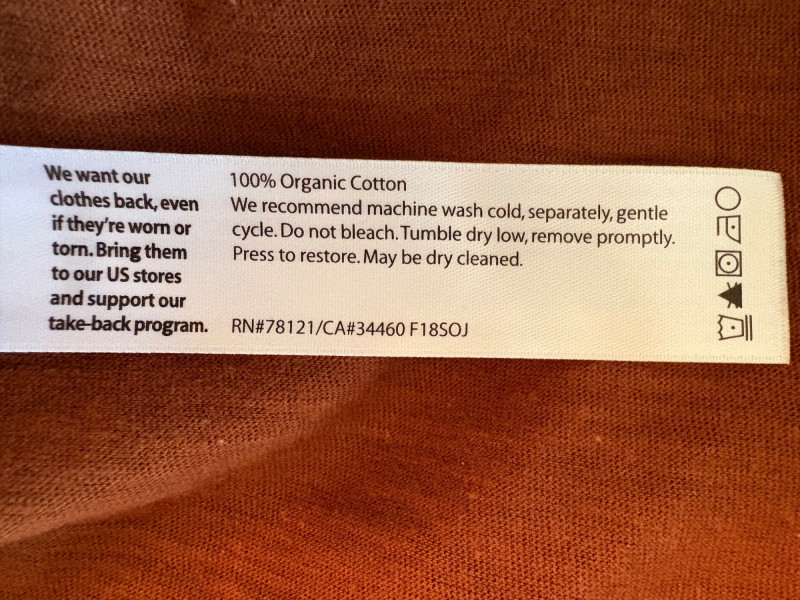 We want our
clothes back, even
if they're worn or
torn. Bring them
to our US stores
and support our
take-back program.
100% Organic Cotton
We recommend machine wash cold, separately, gentle
cycle. Do not bleach. Tumble dry low, remove promptly.
Press to restore. May be dry cleaned.
RN#78121/CA#34460 F18SOJ